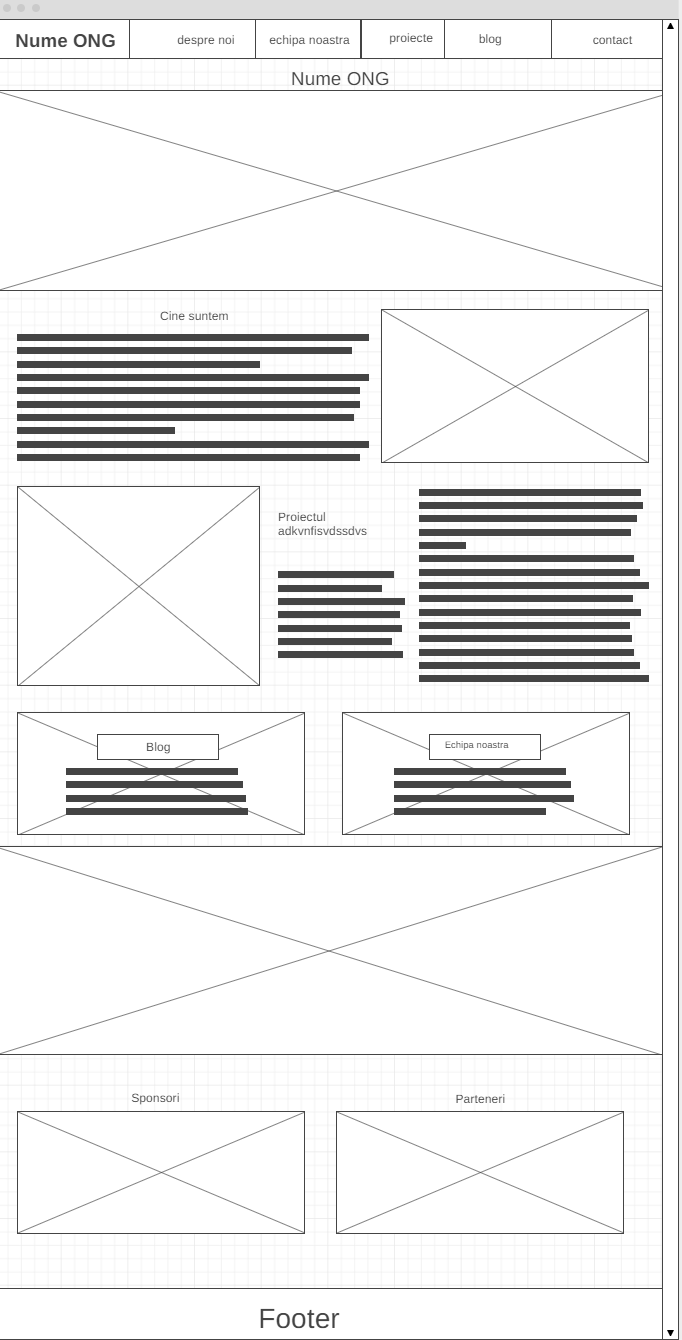 Nume ONG
despre noi
echipa noastra
proiecte
blog
contact
Nume ONG
Cine suntem
Proiectul
adkvnfisvdssdvs
Blog
Echipa noastra
Sponsori
Parteneri
Footer